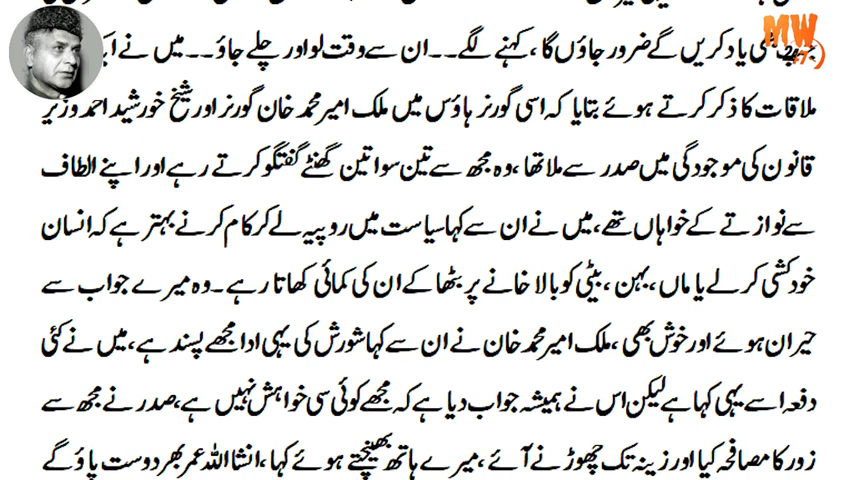 یاد کریں گے ضرور جاؤں گا، کہنے لگے۔۔ان سے وقت لو اور چلے جاؤ۔۔میں نے
MW
ملاقات کا ذکر کرتے ہوئے بتایا کہ اسی گورنر ہاؤس میں ملک امیر محمد خان گورنر اور شیخ خورشید احمد وزیر
قانون کی موجودگی میں صدر سے ملا تھا، وہ مجھ سے تین سوا تین گھنٹے گفتگو کرتے رہے اور اپنے الطاف
سے نوازتے کے خواہاں تھے، میں نے ان سے کہا سیاست میں روپیہ لے کر کام کرنے بہتر ہے کہ انسان
خودکشی کر لے یا ماں، بہن، بیٹی کو بالا خانے پر بٹھا کے ان کی کمائی کھاتا رہے۔وہ میرے جواب سے
حیران ہوئے اور خوش بھی، ملک امیر محمد خان نے ان سے کہا شورش کی یہی ادا مجھے پسند ہے، میں نے کئی
دفعہ اسے یہی کہا ہے لیکن اس نے ہمیشہ جواب دیا ہے کہ مجھے کوئی سی خواہش نہیں ہے، صدر نے مجھ سے
زور کا مصافحہ کیا اور زینہ تک چھوڑنے آئے، میرے ہاتھ بھینچتے ہوئے کہا، انشا اللہ عمر بھر دوست پاؤ گے